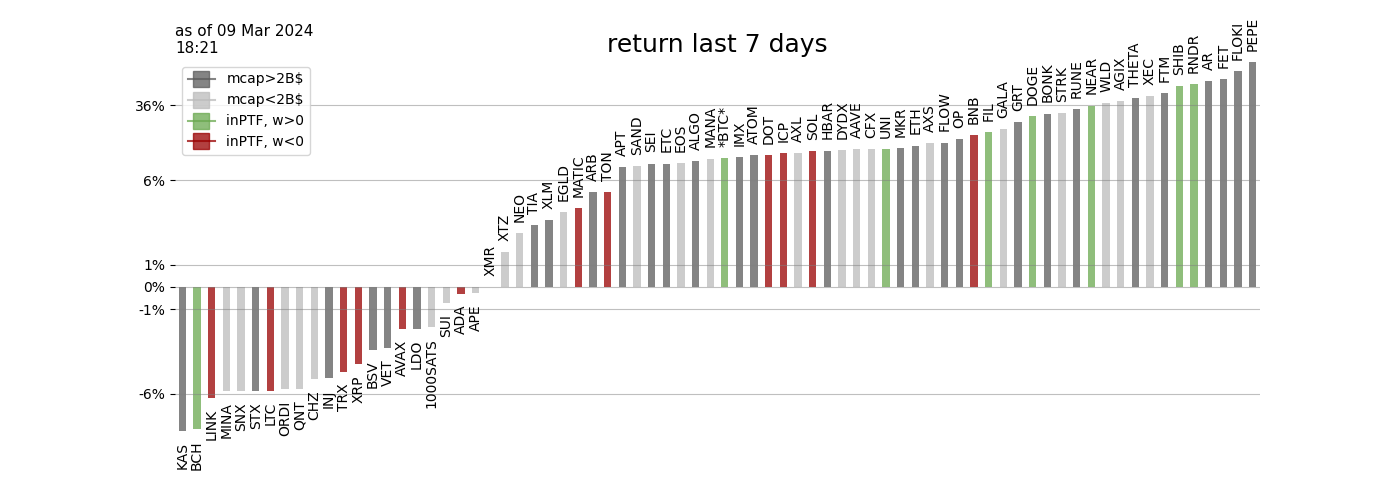 as of 09 Mar 2024
18:21
return last 7 days
mcap>2B$
mcap<2B$
inPTF, w>0
inPTF, w<0
36%
6%
1%
0%
-1%
-6%
KAS
BCH
LINK
MINA
SNX
STX
LTC
ORDI
QNT
CHZ
INJ
TRX
XRP
BSV
VET
AVAX
LDO
1000SATS
SUI
ADA
APE
XMR
XTZ
NEO
TIA
XLM
EGLD
MATIC
ARB
TON
APT
SAND
SEI
ETC
EOS
ALGO
MANA
*BTC*
IMX
ATOM
DOT
ICP
AXL
SOL
HBAR
DYDX
AAVE
CFX
UNI
MKR
ETH
AXS
FLOW
OP
BNB
FIL
GALA
GRT
DOGE
BONK
STRK
RUNE
NEAR
WLD
AGIX
THETA
XEC
FTM
SHIB
RNDR
AR
FET
FLOKI
PEPE